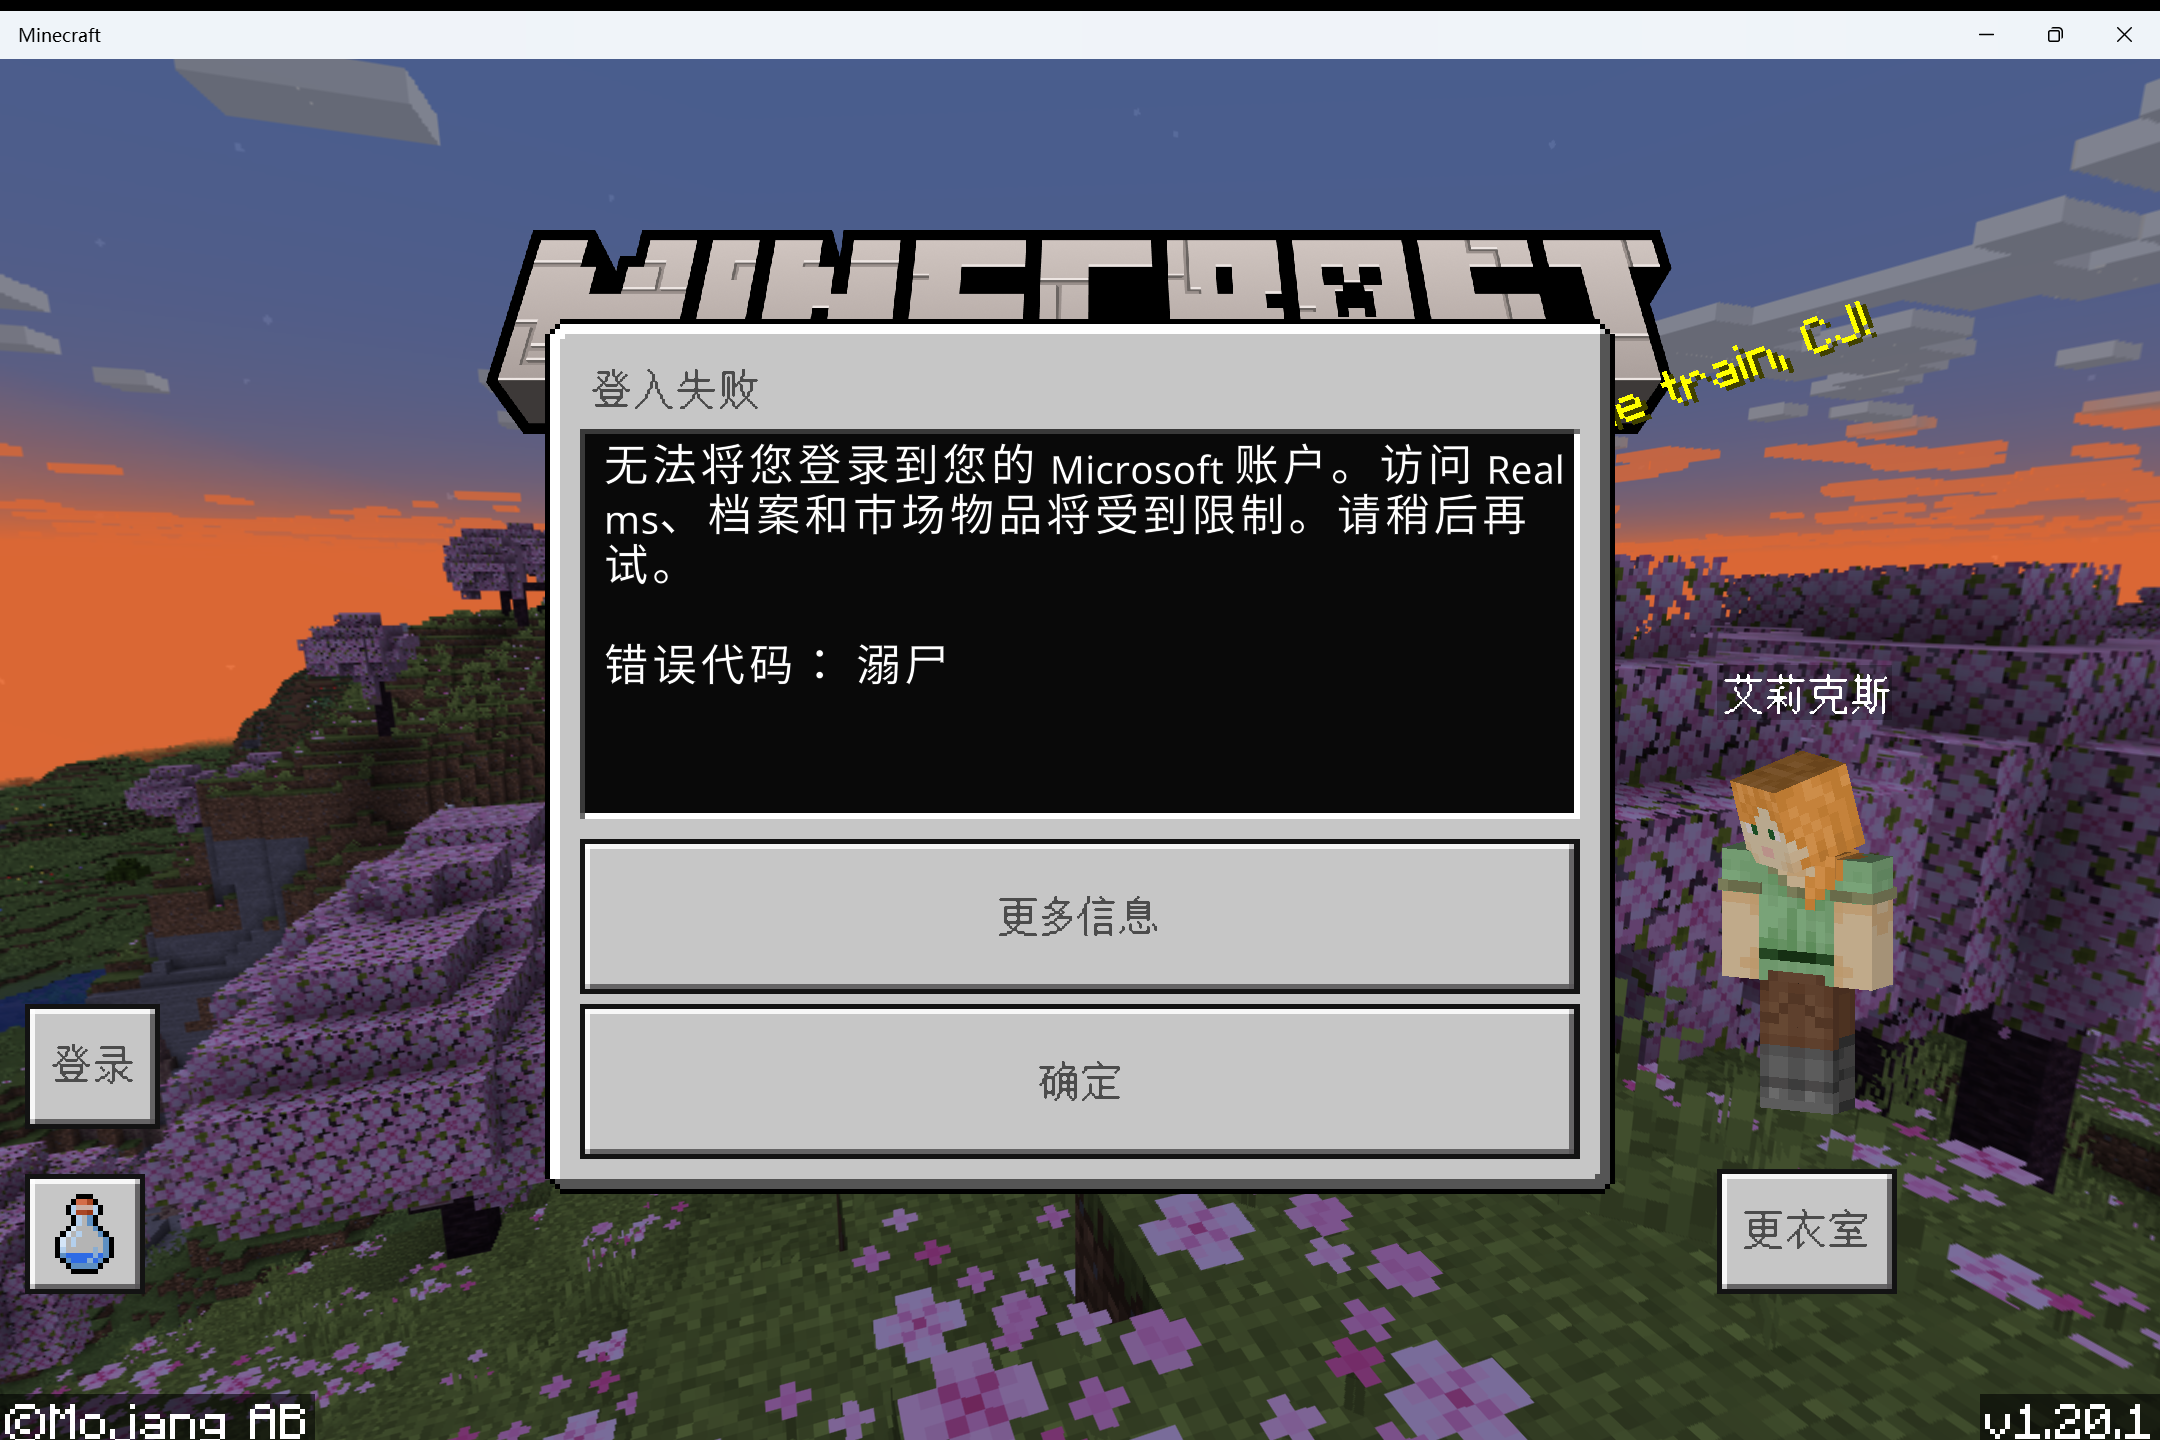 Minecraft
MINECRAFT
e train, CJ!
登入失败
无法将您登录到您的 Microsoft 账户。访问 Real
ms、档案和市场物品将受到限制。请稍后再
试。
错误代码：溺尸
艾莉克斯
更多信息
登录
确定
更衣室
©Mojang AB
v1.20.1